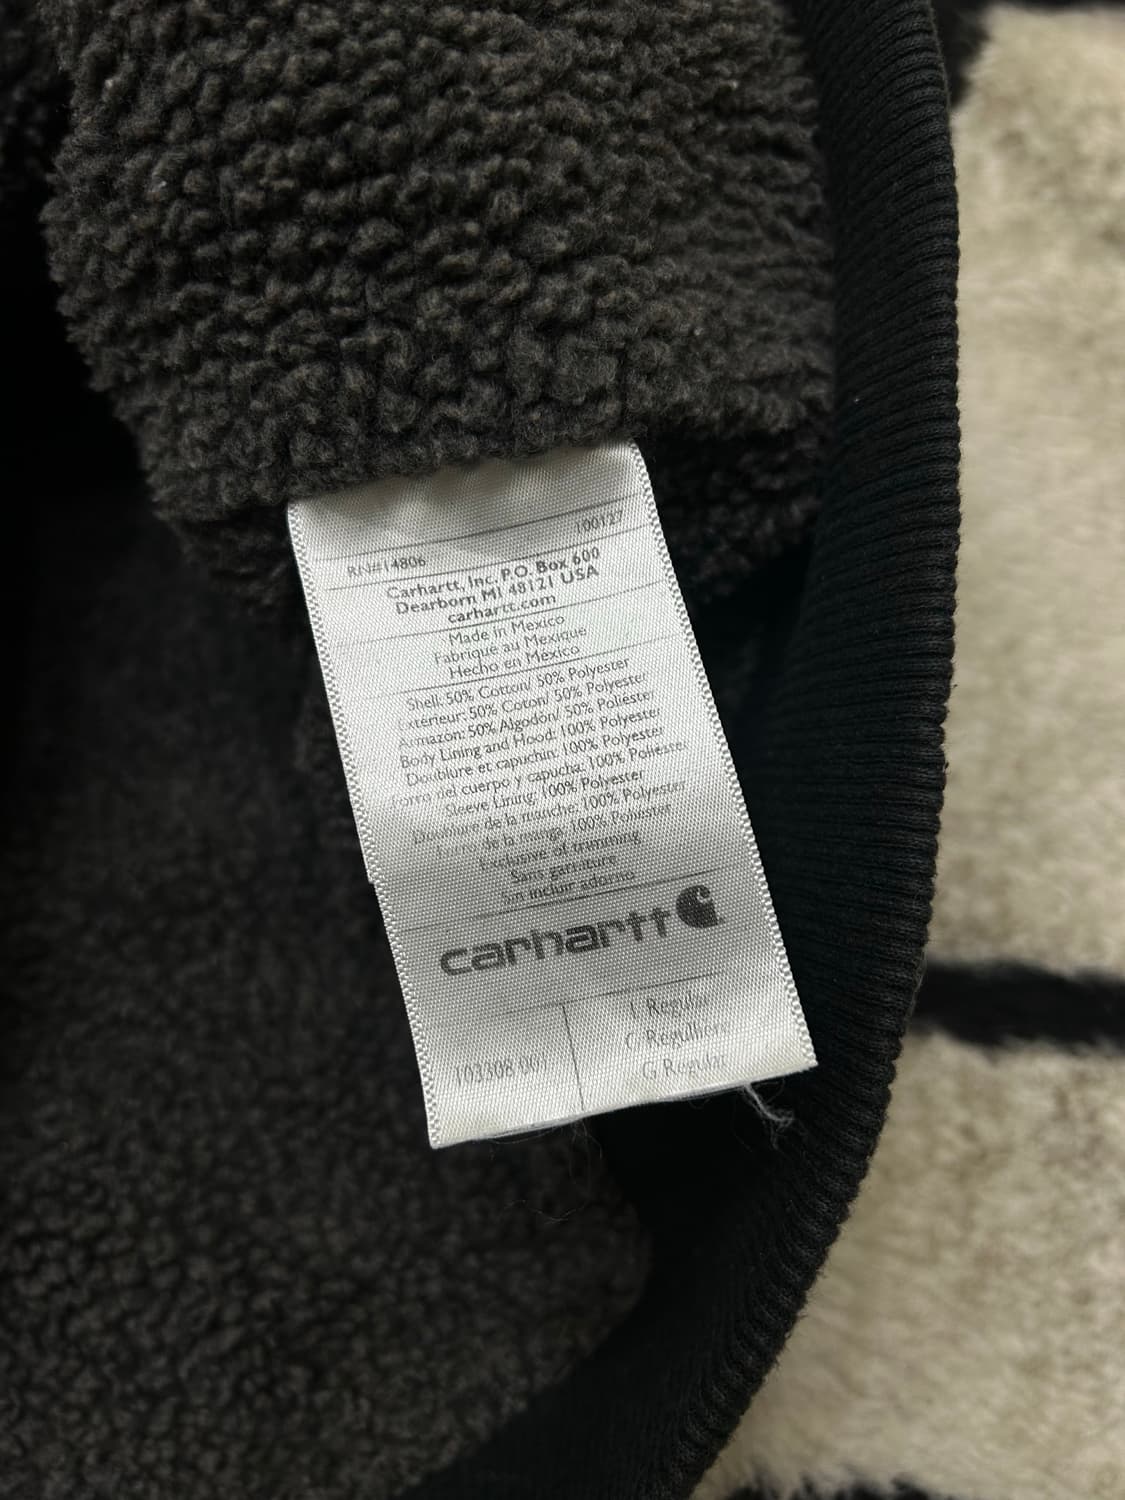 100127
RN#14806
Carhartt, Inc. P.O. Box 600
Dearborn MI 48121 USA
carhartt.com
Made in Mexico
Fabriqué au Mexique
Hecho en México
Shell: 50% Cotton/ 50% Polyester
Extérieur: 50% Coton/ 50% Polyester
Armazon: 50% Algodón/ 50% Poliéster
Body Lining and Hood: 100% Polyester
Doublure et capuchin: 100% Polyester
Forro del cuerpo y capucha: 100% Poliester
Sleeve Lining: 100% Polyester
Doublure de la manche: 100% Polyester
Forro de la manga: 100% Poliester
Exclusive of trimming
Sans garniture
Sin incluir adorno
carhartt
L Regular
G Regulliere
G Regular
103308 001